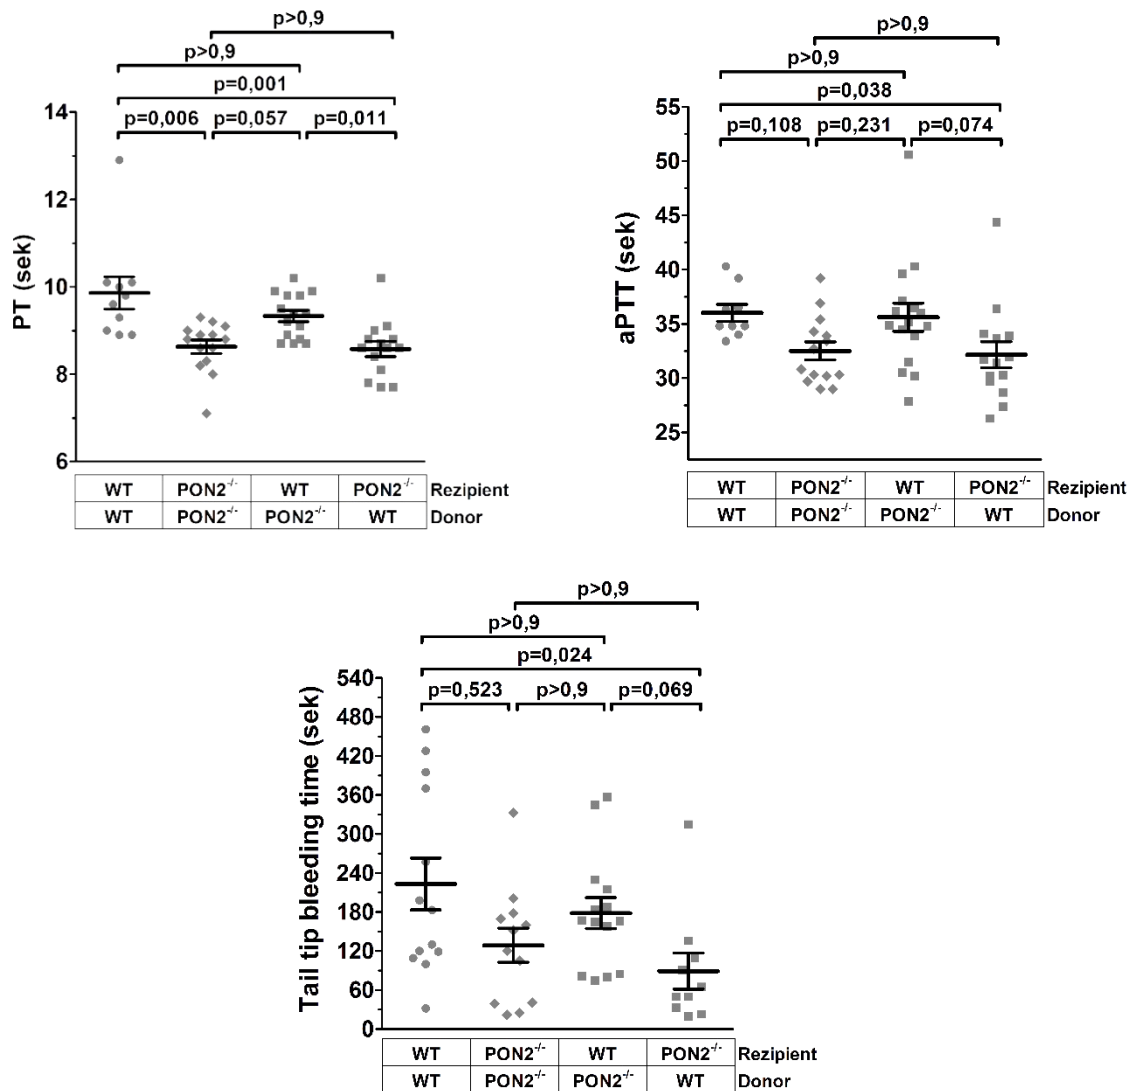 p>0,9
p>0,9
p=0,001
p=0,006 p=0,057 p=0,011
14
12
10
8
6
PT (sek)
WT PON2-/- WT PON2-/- Rezipient
WT PON2-/- PON2-/- WT Donor
p>0,9
p>0,9
p=0,038
p=0,108 p=0,231 p=0,074
55
50
45
40
35
30
25
aPTT (sek)
WT PON2-/- WT PON2-/- Rezipient
WT PON2-/- PON2-/- WT Donor
p>0,9
p>0,9
p=0,024
p=0,523 p>0,9 p=0,069
540
480
420
360
300
240
180
120
60
0
Tail tip bleeding time (sek)
WT PON2-/- WT PON2-/- Rezipient
WT PON2-/- PON2-/- WT Donor